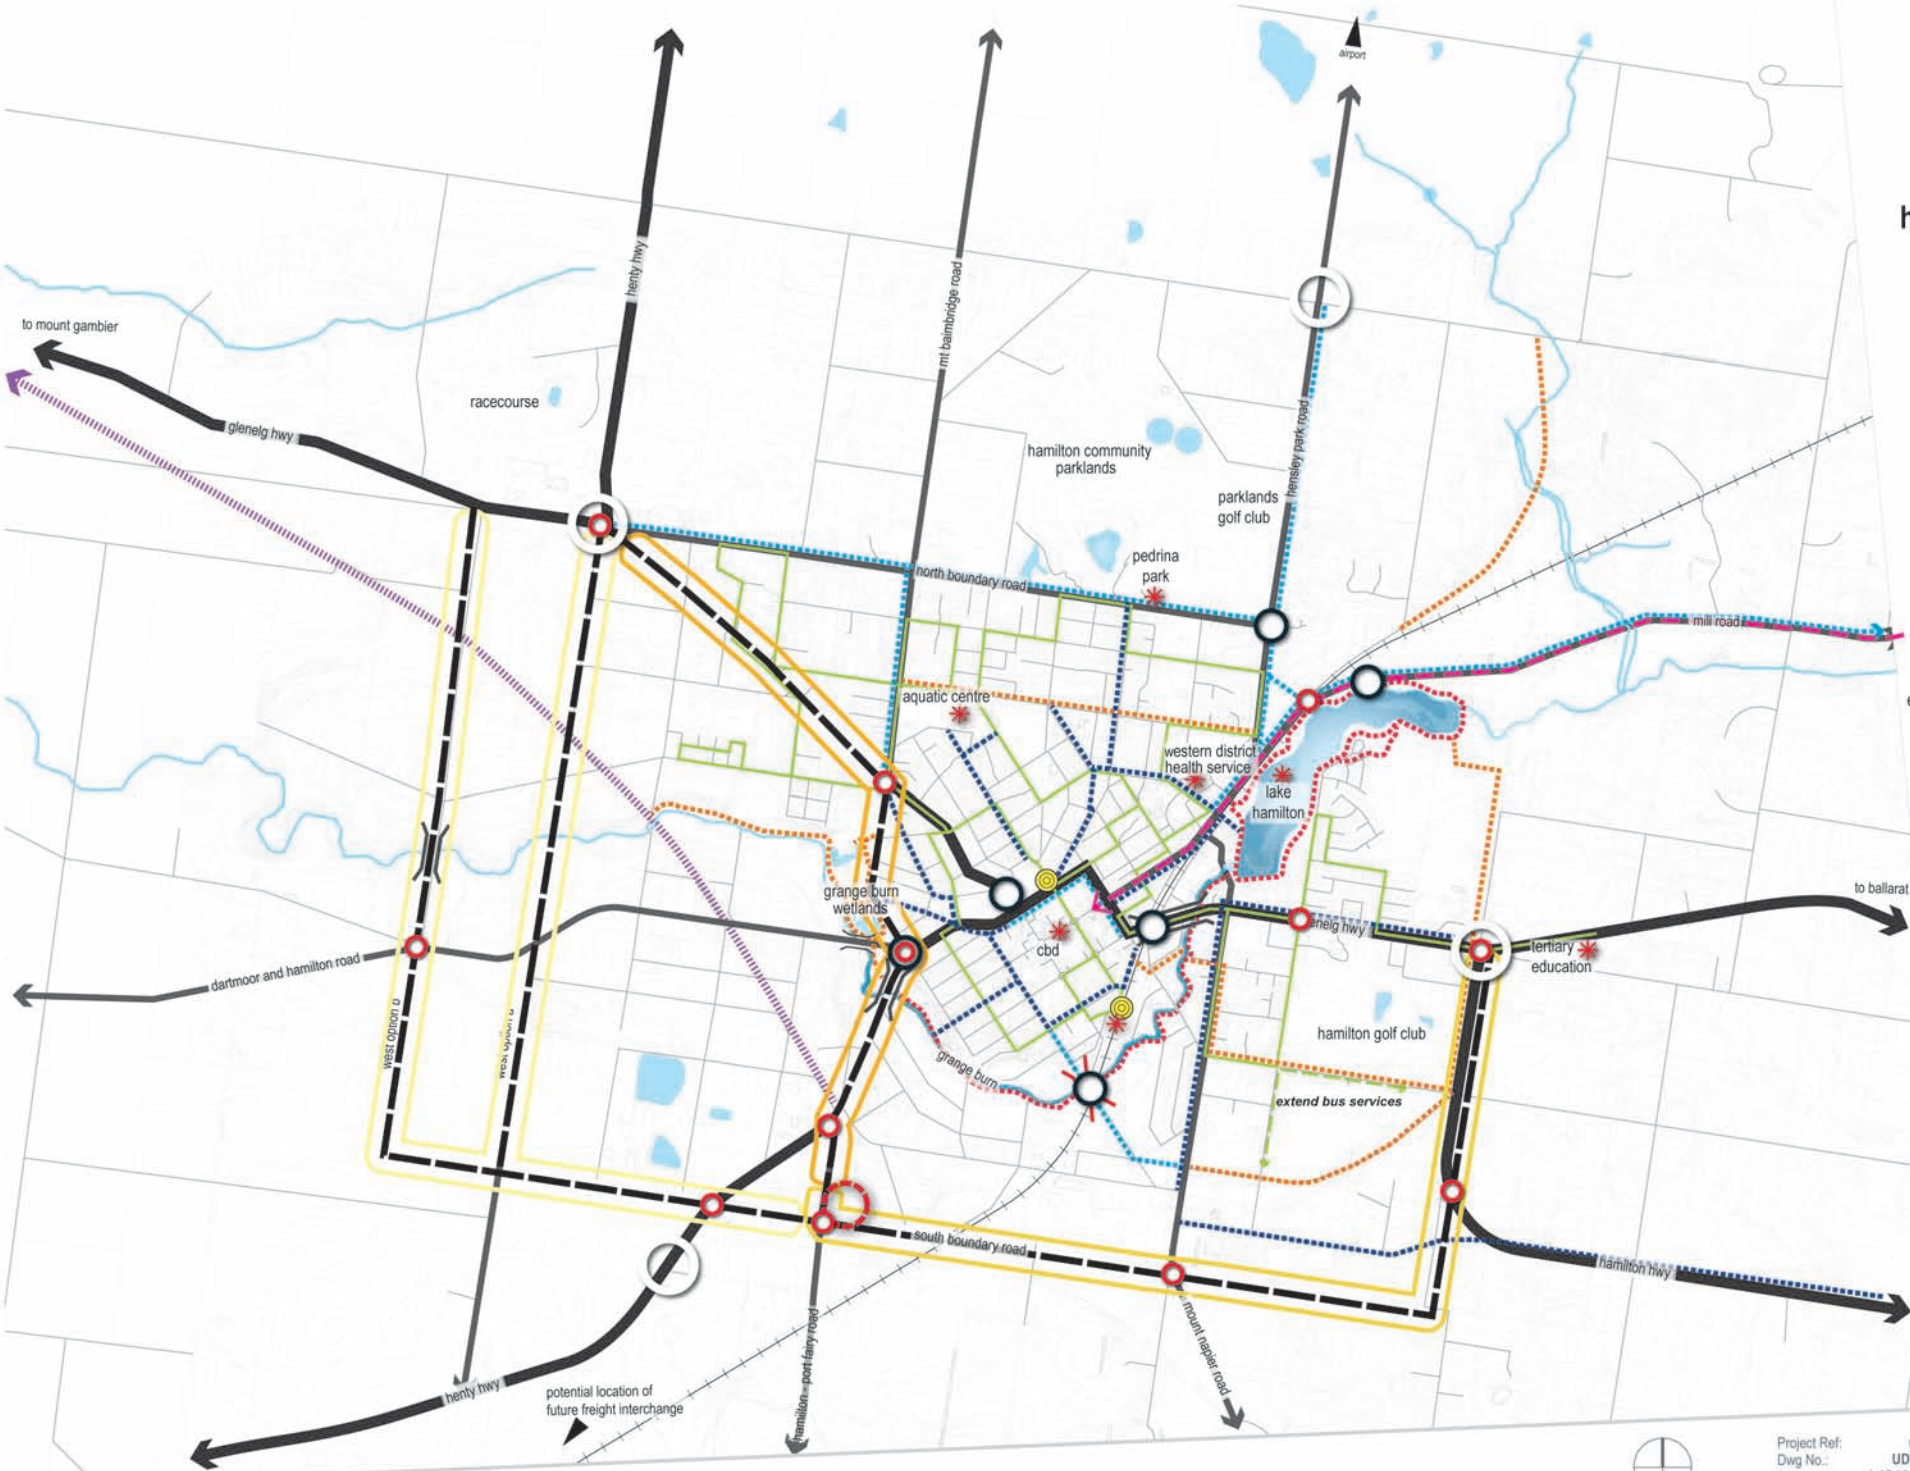 airport
h
henty hwy
mt baimbridge road
to mount gambier
racecourse
glenelg hwy
hensley park road
hamilton community
parklands
parklands
golf club
pedrina
park
north boundary road
mill road
aquatic centre
western district
health service
lake
hamilton
to ballarat
grange burn
wetlands
enelg hwy
cbd
tertiary
education
dartmoor and hamilton road
west option
west option
hamilton golf club
grange burn
extend bus services
south boundary road
hamilton hwy
mount napier road
hamilton - port fairy road
henty hwy
potential location of
future freight interchange
Project Ref:
Dwg No.:
UD